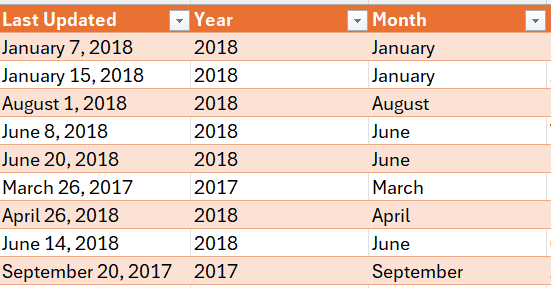 Last Updated Year Month
January 7, 2018 2018 January
January 15, 2018 2018 January
August 1, 2018 2018 August
June 8, 2018 2018 June
June 20, 2018 2018 June
March 26, 2017 2017 March
April 26, 2018 2018 April
June 14, 2018 2018 June
September 20, 2017 2017 September